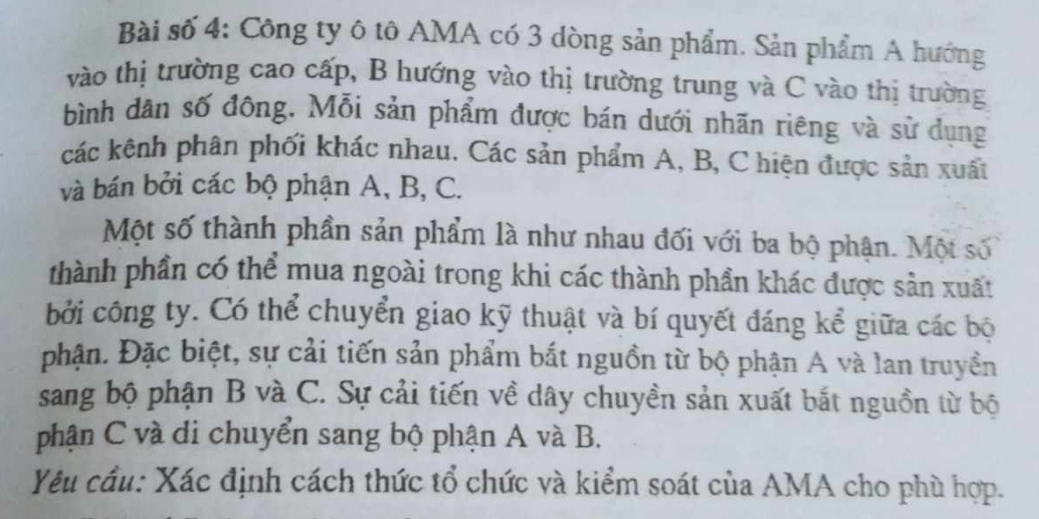 Bài số 4: Công ty ô tô AMA có 3 dòng sản phẩm. Sản phẩm A hướng
vào thị trường cao cấp, B hướng vào thị trường trung và C vào thị trường
bình dân số đông. Mỗi sản phẩm được bán dưới nhãn riêng và sử dụng
các kênh phân phối khác nhau. Các sản phẩm A, B, C hiện được sản xuất
và bán bởi các bộ phận A, B, C.
Một số thành phần sản phẩm là như nhau đối với ba bộ phận. Một số
thành phần có thể mua ngoài trong khi các thành phần khác được sản xuất
bởi công ty. Có thể chuyển giao kỹ thuật và bí quyết đáng kể giữa các bộ
phận. Đặc biệt, sự cải tiến sản phẩm bắt nguồn từ bộ phận A và lan truyền
sang bộ phận B và C. Sự cải tiến về dây chuyền sản xuất bắt nguồn từ bộ
phận C và di chuyển sang bộ phận A và B.
Yêu cầu: Xác định cách thức tổ chức và kiểm soát của AMA cho phù hợp.